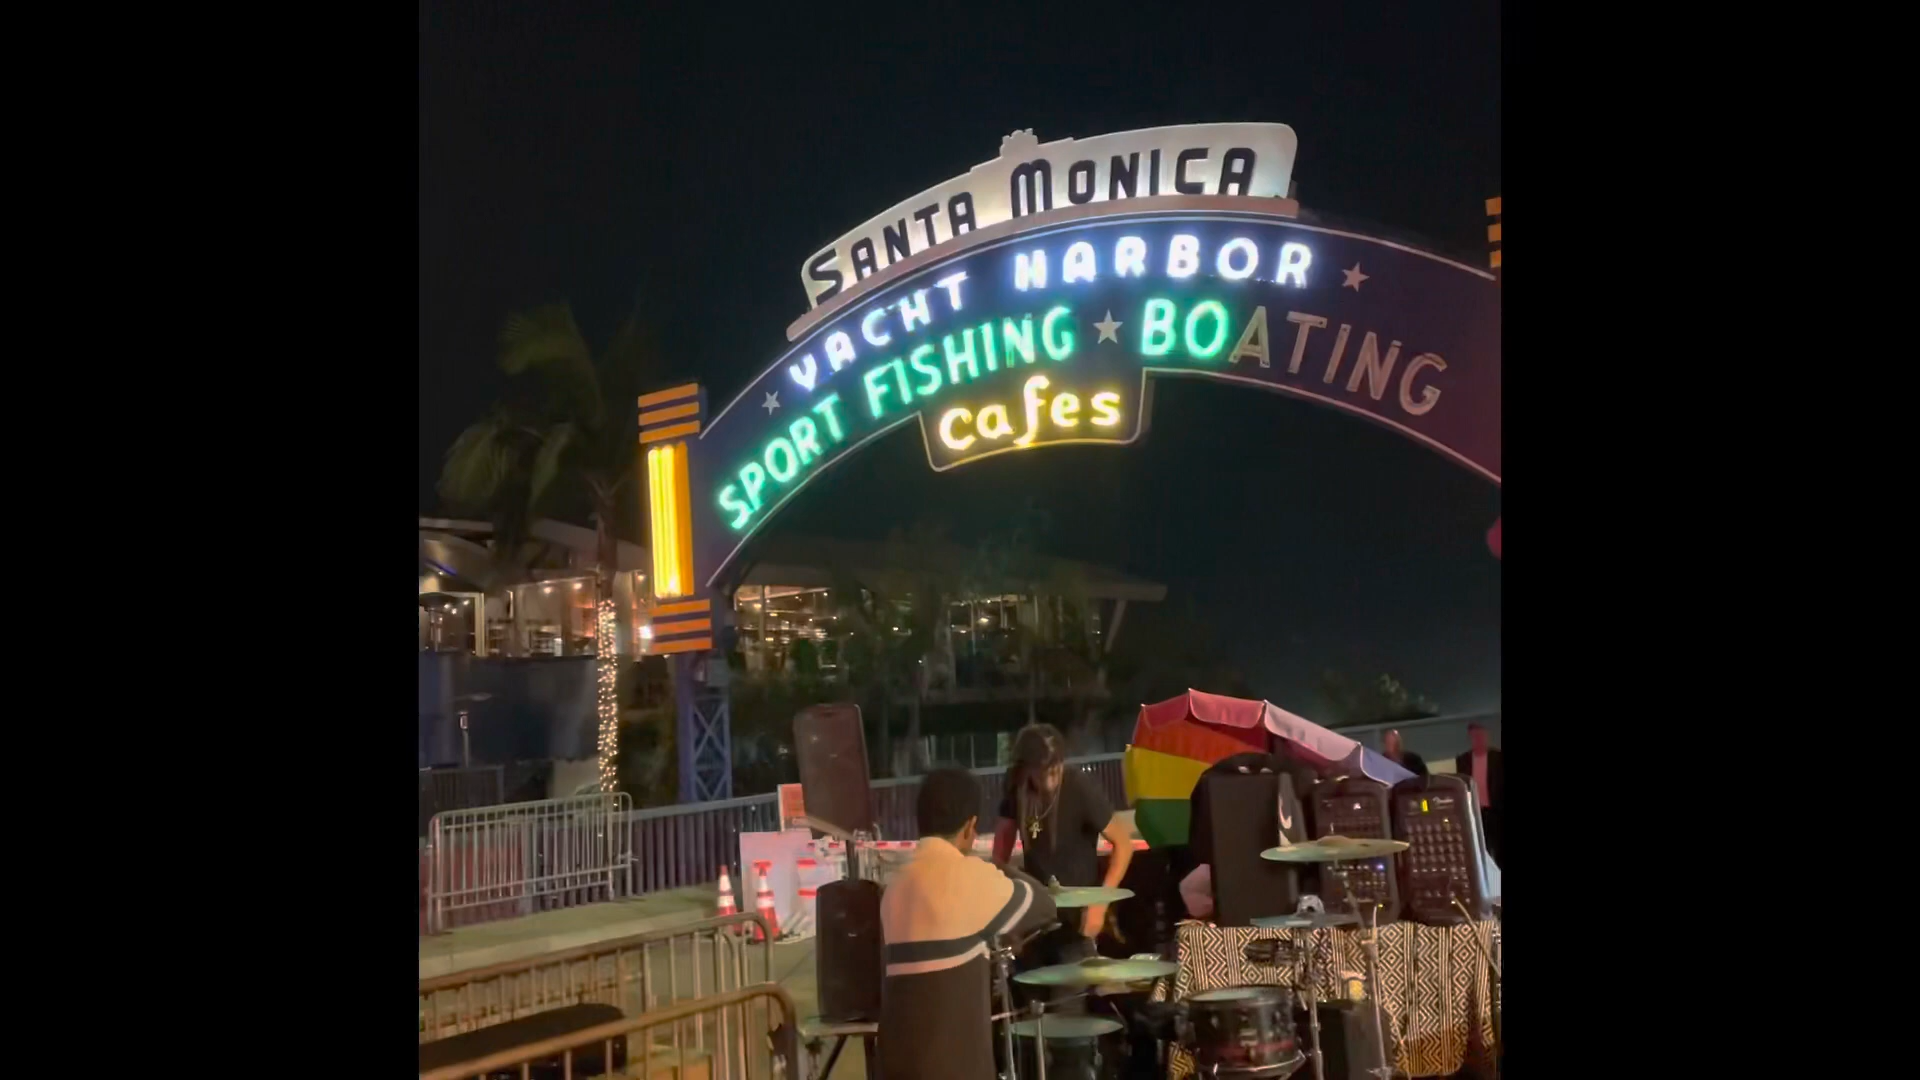 SANTA MONICA
YACHT HARBOR
SPORT FISHING ★ BOATING
cafes